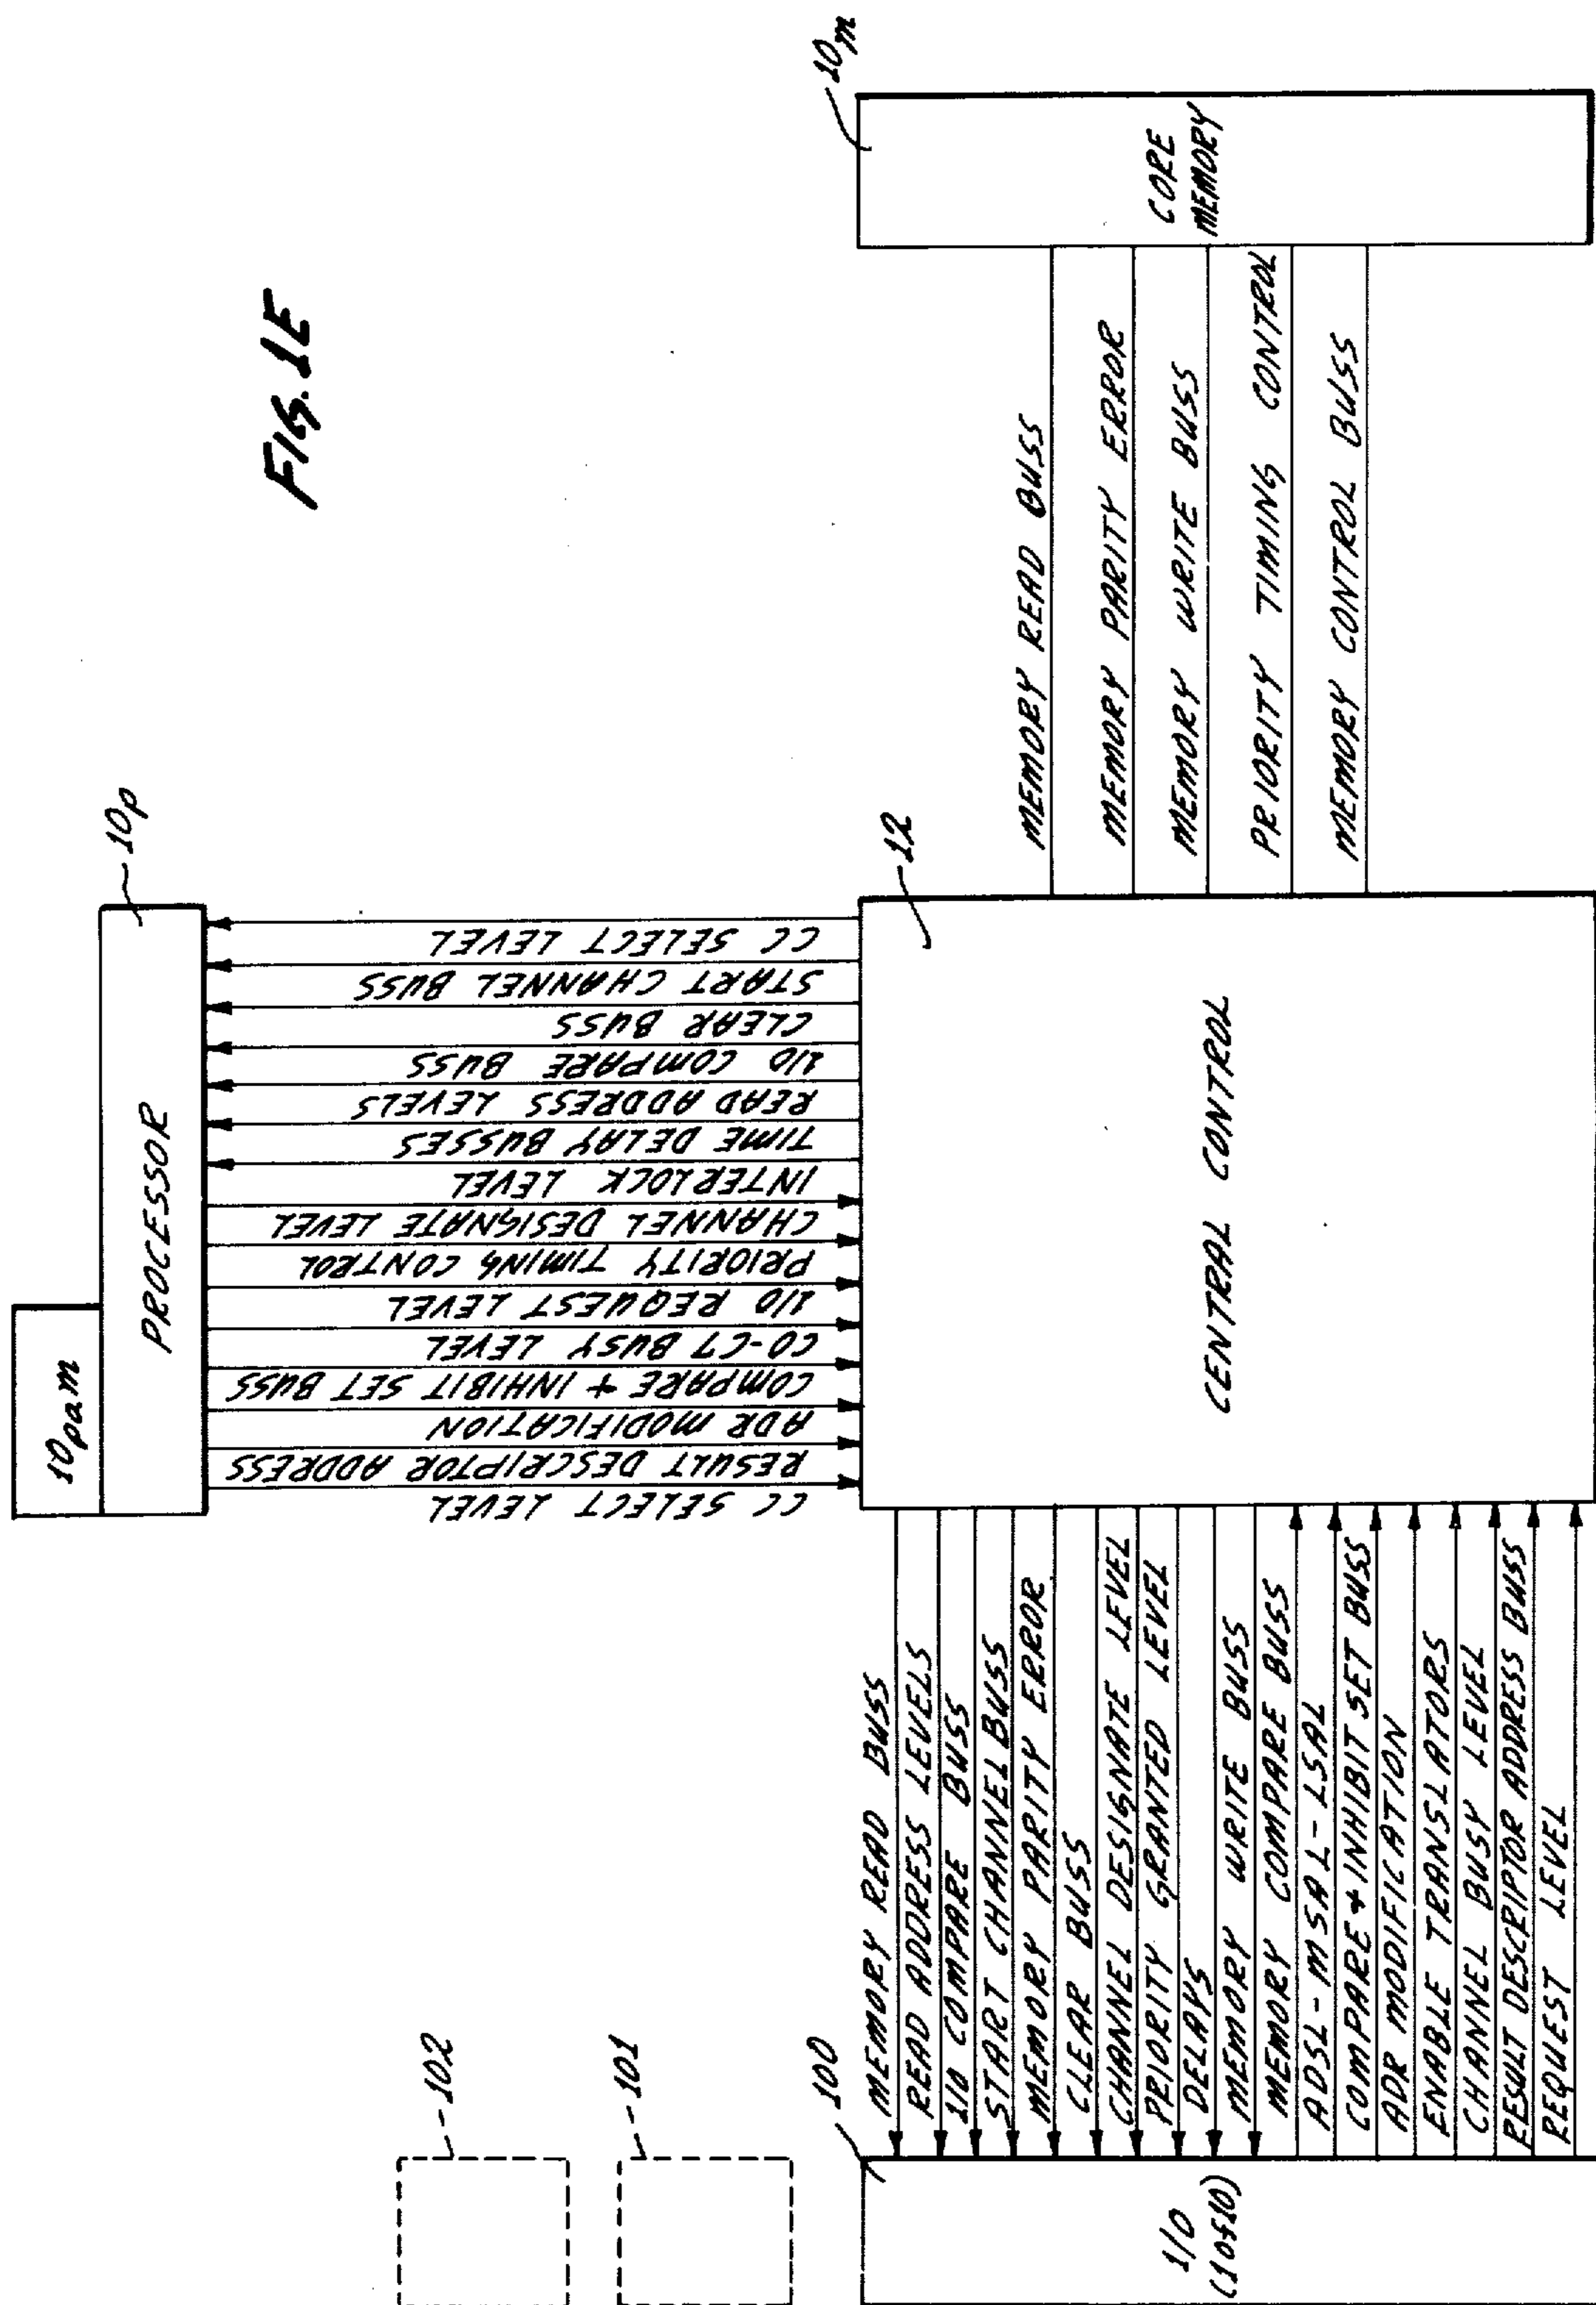 FIG. 1E
10pam
PROCESSOR
10p
CC SELECT LEVEL
RESULT DESCRIPTOR ADDRESS
ADR MODIFICATION
COMPARE + INHIBIT SET BUSS
CO-C7 BUSY LEVEL
I/O REQUEST LEVEL
PRIORITY TIMING CONTROL
CHANNEL DESIGNATE LEVEL
INTERLOCK LEVEL
TIME DELAY BUSSES
READ ADDRESS LEVELS
I/O COMPARE BUSS
CLEAR BUSS
START CHANNEL BUSS
CC SELECT LEVEL
102
101
100
I/O
(1 of 10)
MEMORY READ BUSS
READ ADDRESS LEVELS
I/O COMPARE BUSS
START CHANNEL BUSS
MEMORY PARITY ERROR
CLEAR BUSS
CHANNEL DESIGNATE LEVEL
PRIORITY GRANTED LEVEL
DELAYS
MEMORY WRITE BUSS
MEMORY COMPARE BUSS
ADSL - MSAL - LSAL
COMPARE + INHIBIT SET BUSS
ADR MODIFICATION
ENABLE TRANSLATORS
CHANNEL BUSY LEVEL
RESULT DESCRIPTOR ADDRESS BUSS
REQUEST LEVEL
12
CENTRAL CONTROL
MEMORY READ BUSS
MEMORY PARITY ERROR
MEMORY WRITE BUSS
PRIORITY TIMING CONTROL
MEMORY CONTROL BUSS
10m
CORE
MEMORY